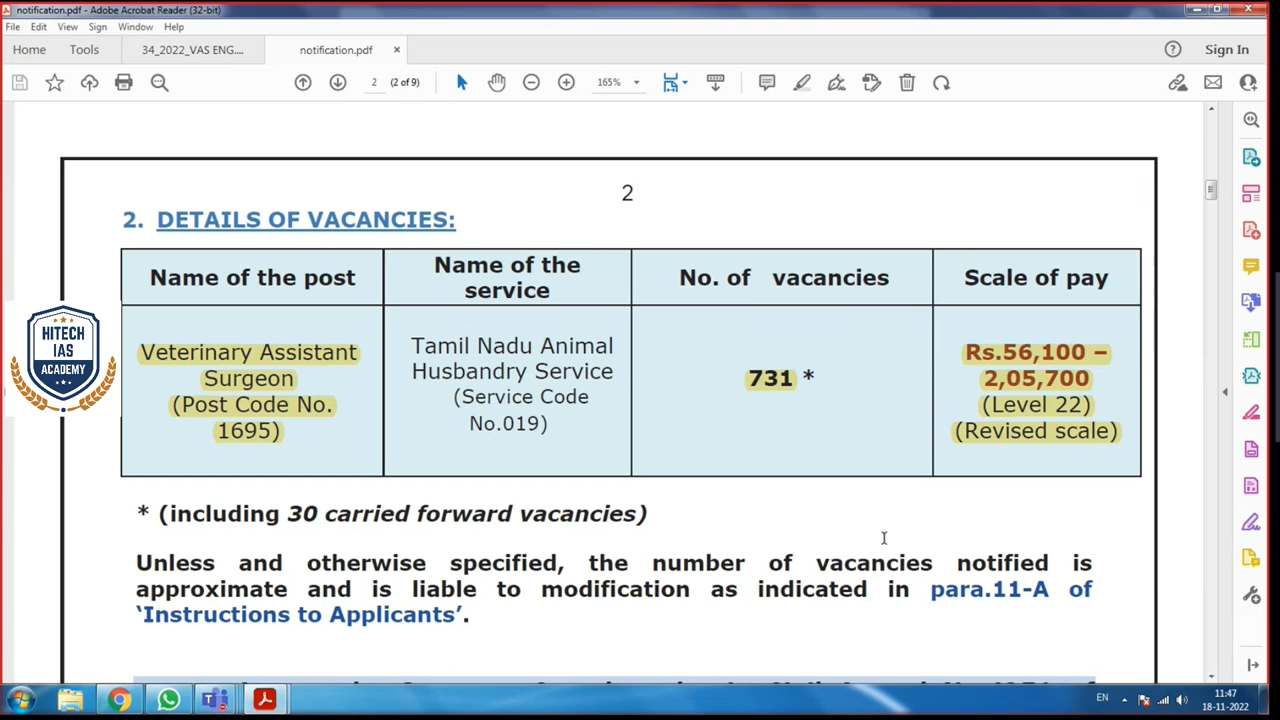 notification.pdf - Adobe Acrobat Reader (32-bit)
File Edit View Sign Window Help
Home Tools 34_2022_VAS ENG.... notification.pdf × Sign In
2 (2 of 9) 165%
2
2. DETAILS OF VACANCIES:
Name of the post
Name of the
service
No. of vacancies
Scale of pay
Veterinary Assistant
Surgeon
(Post Code No.
1695)
Tamil Nadu Animal
Husbandry Service
(Service Code
No.019)
731 *
Rs.56,100 –
2,05,700
(Level 22)
(Revised scale)
HITECH
IAS
ACADEMY
* (including 30 carried forward vacancies)
Unless and otherwise specified, the number of vacancies notified is
approximate and is liable to modification as indicated in para.11-A of
‘Instructions to Applicants’.
EN 11:47
18-11-2022